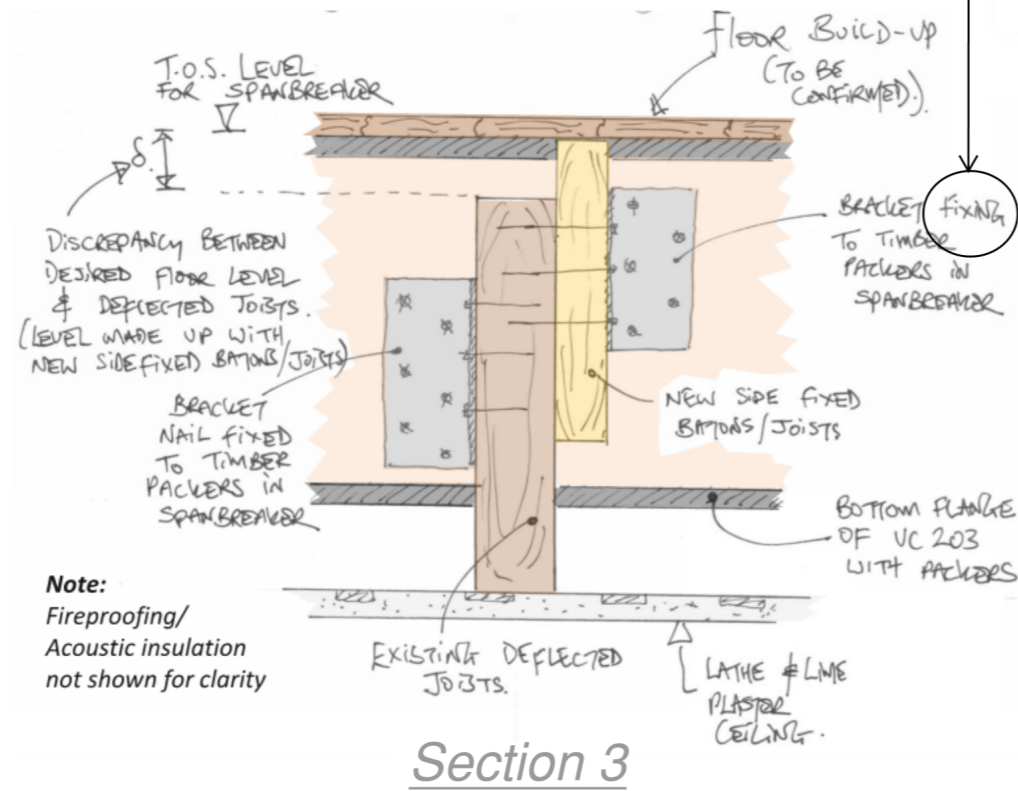 FLOOR BUILD-UP
(TO BE
CONFIRMED.).
T.O.S. LEVEL
FOR SPANBREAKER
δ.
DISCREPANCY BETWEEN
DESIRED FLOOR LEVEL
& DEFLECTED JOISTS.
(LEVEL MADE UP WITH
NEW SIDEFIXED BATONS/JOISTS)
BRACKET FIXING
TO TIMBER
PACKERS IN
SPANBREAKER
BRACKET
NAIL FIXED
TO TIMBER
PACKERS IN
SPANBREAKER
NEW SIDE FIXED
BATONS/JOISTS
BOTTOM FLANGE
OF UC 203
WITH PACKERS
Note:
Fireproofing/
Acoustic insulation
not shown for clarity
EXISTING DEFLECTED
JOISTS.
LATHE & LIME
PLASTER
CEILING.
Section 3